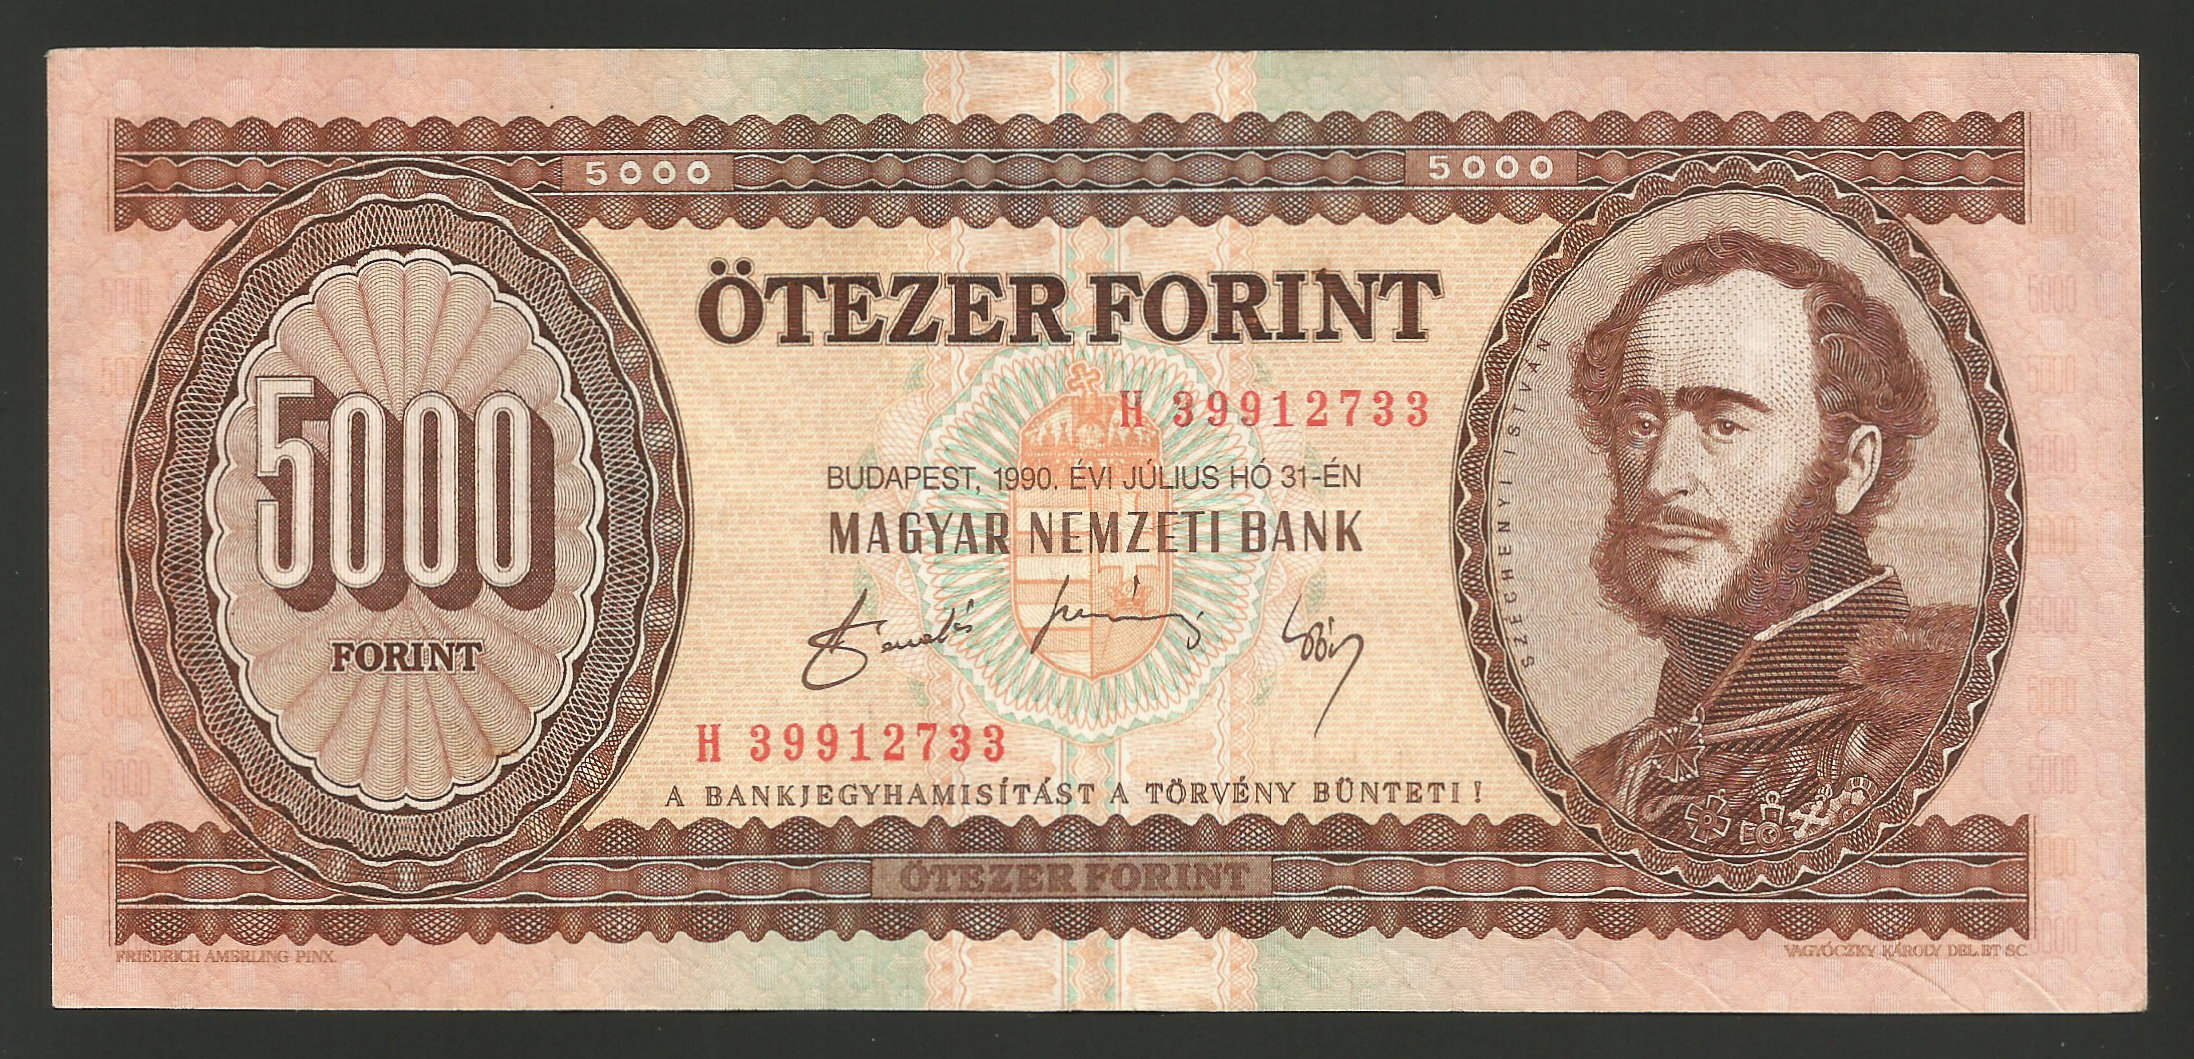 5000
5000
ÖTEZER FORINT
H 39912733
5000
FORINT
BUDAPEST, 1990. ÉVI JÚLIUS HÓ 31-ÉN
MAGYAR NEMZETI BANK
SZÉCHENYI ISTVÁN
H 39912733
A BANKJEGYHAMISÍTÁST A TÖRVÉNY BÜNTETI !
ÖTEZER FORINT
FRIEDRICH AMERLING PINX.
VAGYÓCZKY KÁROLY DEL. ET SC.